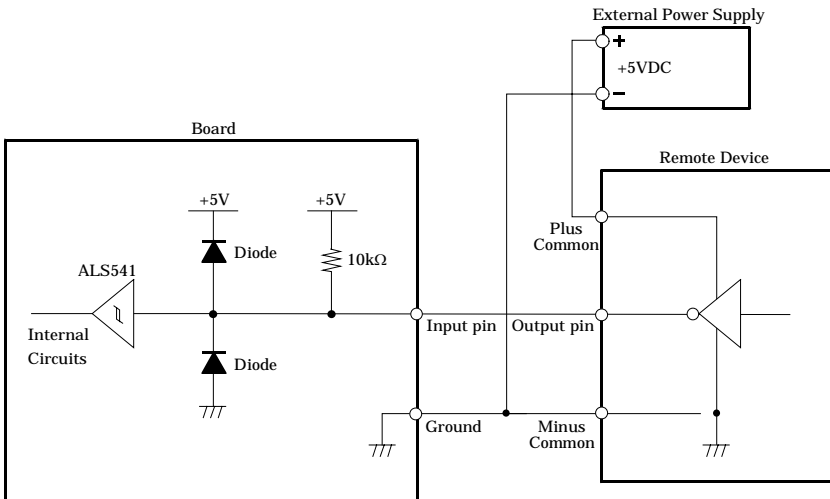 External Power Supply
+
+5VDC
−
Board
Remote Device
+5V
+5V
Diode
10kΩ
Plus
Common
ALS541
Input pin
Output pin
Internal
Circuits
Diode
Ground
Minus
Common